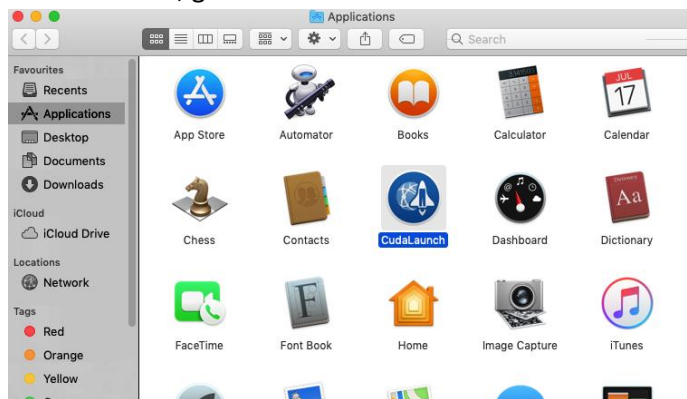 Applications
Search
Favourites
Recents
Applications
Desktop
Documents
Downloads
iCloud
iCloud Drive
Locations
Network
Tags
Red
Orange
Yellow
App Store
Automator
Books
Calculator
Calendar
JUL
17
Chess
Contacts
CudaLaunch
Dashboard
Dictionary
Dictionary
Aa
FaceTime
Font Book
F
Home
Image Capture
iTunes